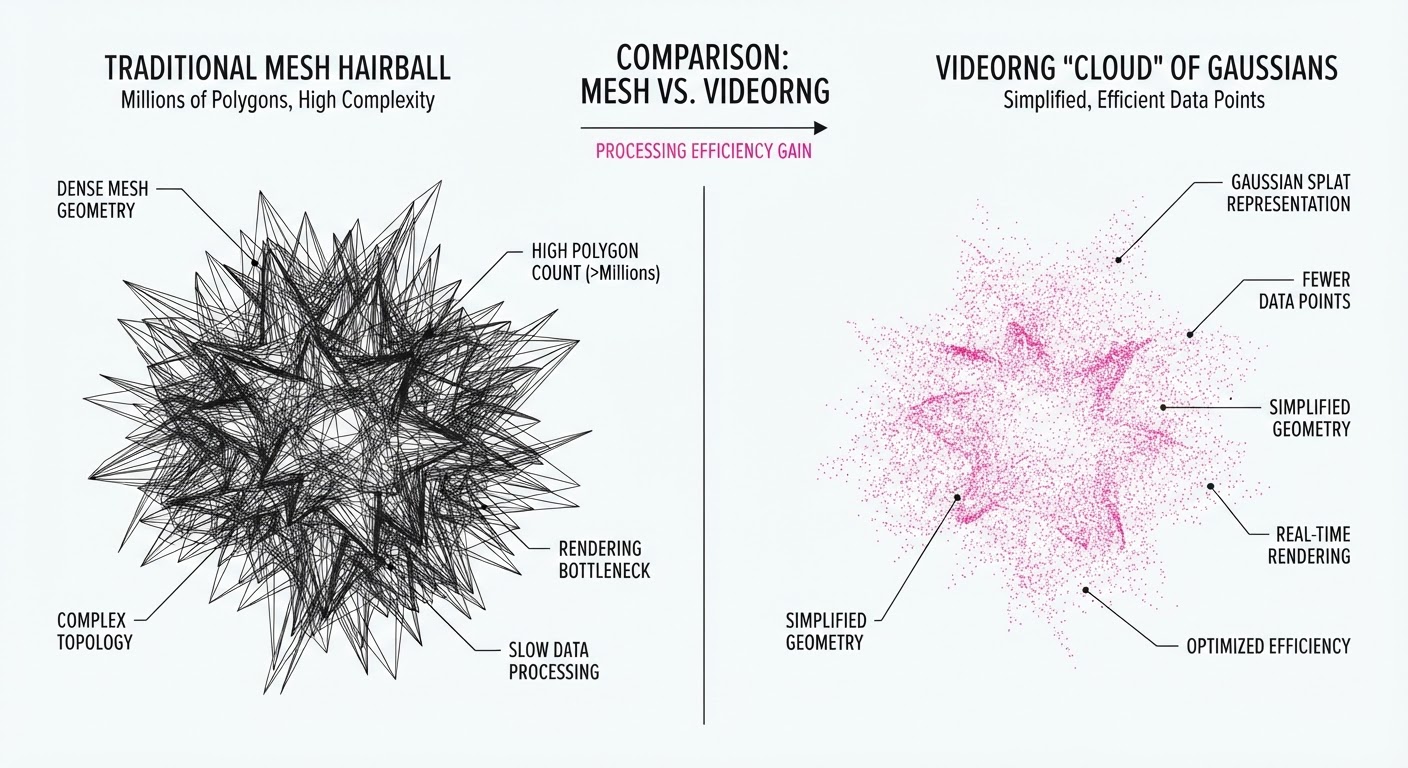 TRADITIONAL MESH HAIRBALL
Millions of Polygons, High Complexity
COMPARISON:
MESH VS. VIDEORNG
PROCESSING EFFICIENCY GAIN
VIDEORNG "CLOUD" OF GAUSSIANS
Simplified, Efficient Data Points
DENSE MESH
GEOMETRY
HIGH POLYGON
COUNT (>Millions)
RENDERING
BOTTLENECK
COMPLEX
TOPOLOGY
SLOW DATA
PROCESSING
GAUSSIAN SPLAT
REPRESENTATION
FEWER
DATA POINTS
SIMPLIFIED
GEOMETRY
REAL-TIME
RENDERING
SIMPLIFIED
GEOMETRY
OPTIMIZED EFFICIENCY